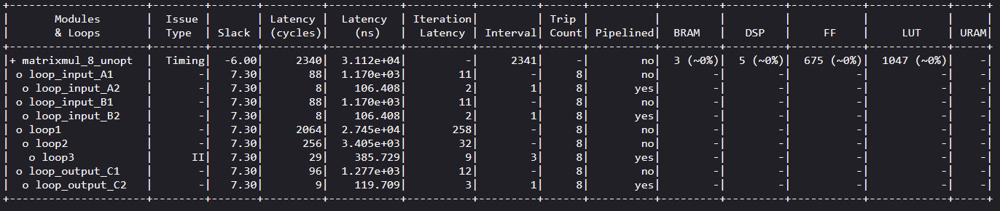 +--------------------+--------+-------+---------+-----------+-----------+----------+-------+-----------+---------+---------+-----------+------------+-----+
|       Modules      |  Issue |       | Latency |  Latency  | Iteration |          |  Trip |           |         |         |           |            |     |
|       & Loops      |  Type  | Slack | (cycles)|    (ns)   |  Latency  | Interval | Count | Pipelined |   BRAM  |   DSP   |     FF    |     LUT    | URAM|
+--------------------+--------+-------+---------+-----------+-----------+----------+-------+-----------+---------+---------+-----------+------------+-----+
|+ matrixmul_8_unopt |  Timing|  -6.00|     2340|  3.112e+04|          -|      2341|      -|         no|  3 (~0%)|  5 (~0%)|  675 (~0%)|  1047 (~0%)|    -|
| o loop_input_A1    |       -|   7.30|       88|  1.170e+03|         11|         -|      8|         no|        -|        -|          -|           -|    -|
|  o loop_input_A2   |       -|   7.30|        8|    106.408|          2|         1|      8|        yes|        -|        -|          -|           -|    -|
| o loop_input_B1    |       -|   7.30|       88|  1.170e+03|         11|         -|      8|         no|        -|        -|          -|           -|    -|
|  o loop_input_B2   |       -|   7.30|        8|    106.408|          2|         1|      8|        yes|        -|        -|          -|           -|    -|
| o loop1            |       -|   7.30|     2064|  2.745e+04|        258|         -|      8|         no|        -|        -|          -|           -|    -|
|  o loop2           |       -|   7.30|      256|  3.405e+03|         32|         -|      8|         no|        -|        -|          -|           -|    -|
|   o loop3          |      II|   7.30|       29|    385.729|          9|         3|      8|        yes|        -|        -|          -|           -|    -|
| o loop_output_C1   |       -|   7.30|       96|  1.277e+03|         12|         -|      8|         no|        -|        -|          -|           -|    -|
|  o loop_output_C2  |       -|   7.30|        9|    119.709|          3|         1|      8|        yes|        -|        -|          -|           -|    -|
+--------------------+--------+-------+---------+-----------+-----------+----------+-------+-----------+---------+---------+-----------+------------+-----+